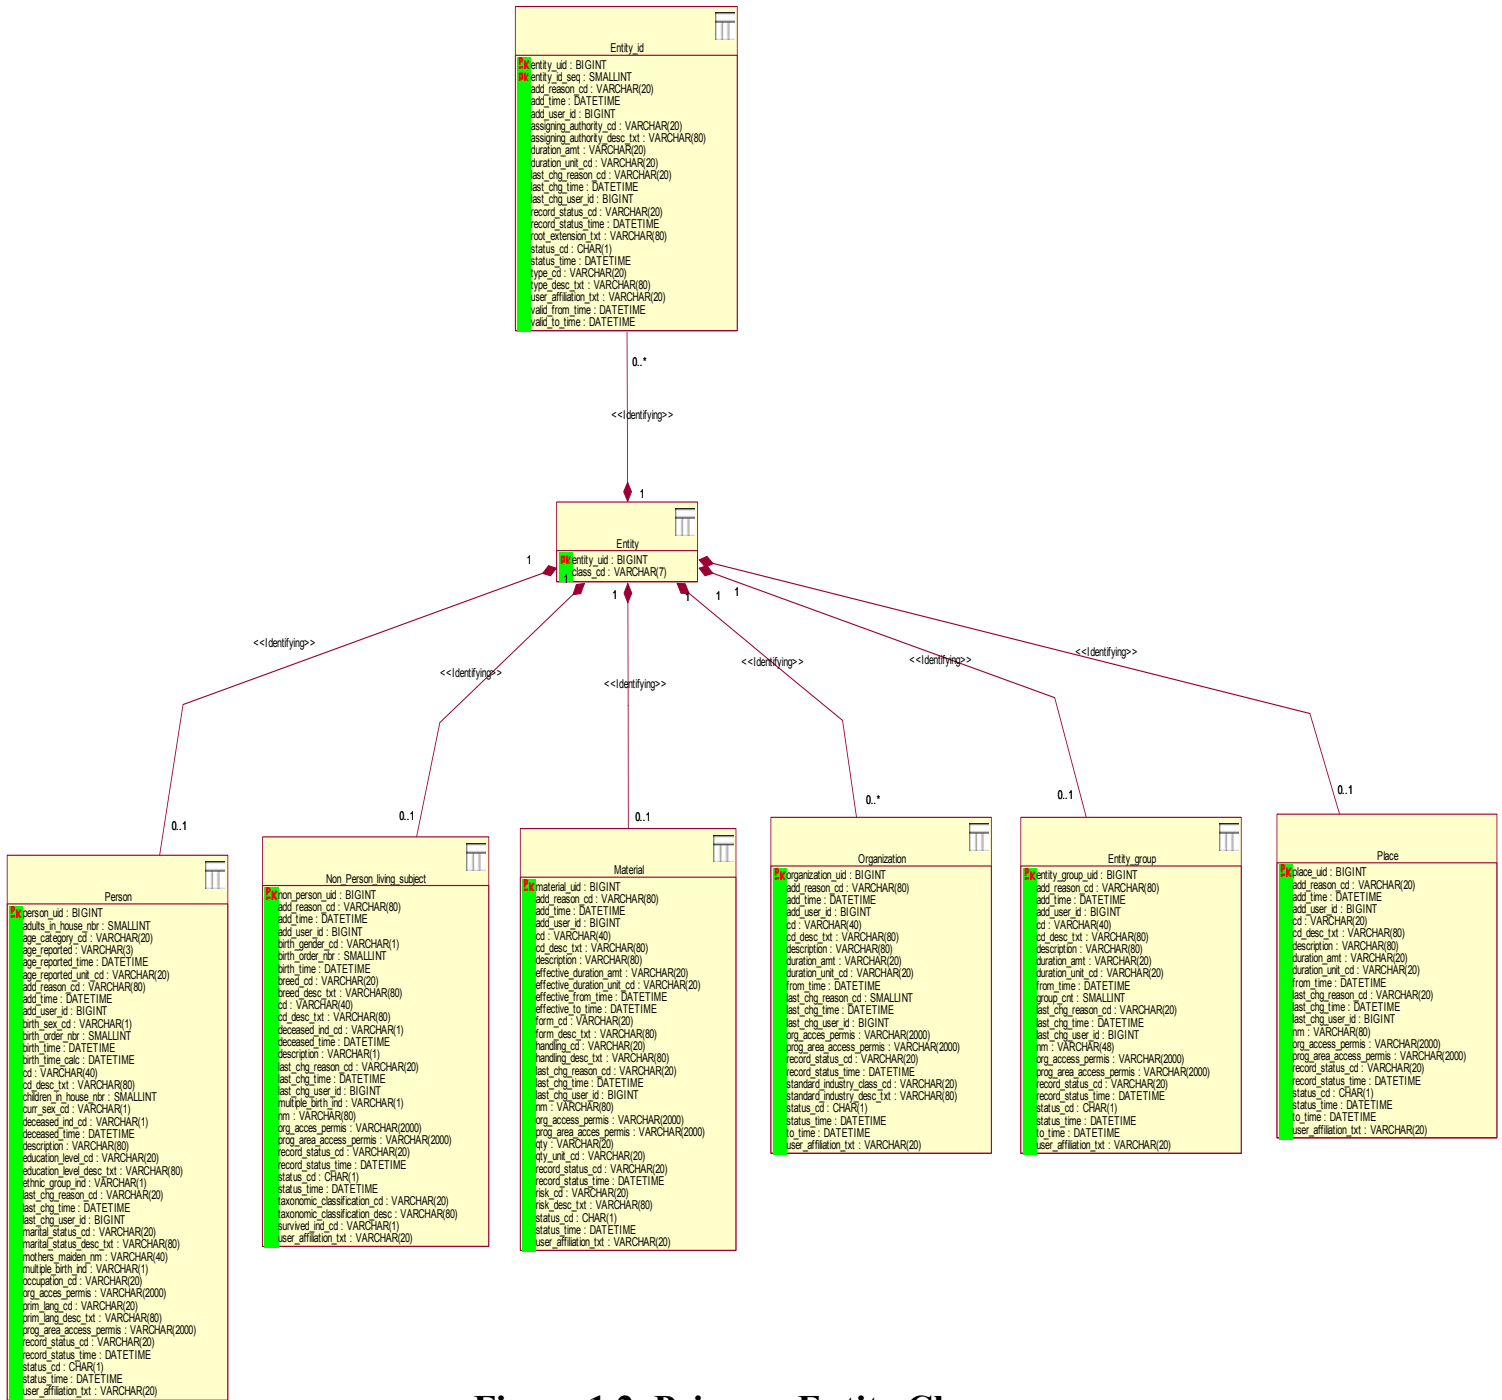 Entity_id
PK entity_uid : BIGINT
PK entity_id_seq : SMALLINT
add_reason_cd : VARCHAR(20)
add_time : DATETIME
add_user_id : BIGINT
assigning_authority_cd : VARCHAR(20)
assigning_authority_desc_txt : VARCHAR(80)
duration_amt : VARCHAR(20)
duration_unit_cd : VARCHAR(20)
last_chg_reason_cd : VARCHAR(20)
last_chg_time : DATETIME
last_chg_user_id : BIGINT
record_status_cd : VARCHAR(20)
record_status_time : DATETIME
root_extension_txt : VARCHAR(80)
status_cd : CHAR(1)
status_time : DATETIME
type_cd : VARCHAR(20)
type_desc_txt : VARCHAR(80)
user_affiliation_txt : VARCHAR(20)
valid_from_time : DATETIME
valid_to_time : DATETIME
0..*
<<Identifying>>
1
Entity
PK entity_uid : BIGINT
class_cd : VARCHAR(7)
1
1
1
1
1
1
<<Identifying>>
<<Identifying>>
<<Identifying>>
<<Identifying>>
<<Identifying>>
<<Identifying>>
0..1
0..1
0..1
0..*
0..1
0..1
Person
PK person_uid : BIGINT
adults_in_house_nbr : SMALLINT
age_category_cd : VARCHAR(20)
age_reported : VARCHAR(3)
age_reported_time : DATETIME
age_reported_unit_cd : VARCHAR(20)
add_reason_cd : VARCHAR(80)
add_time : DATETIME
add_user_id : BIGINT
birth_sex_cd : VARCHAR(1)
birth_order_nbr : SMALLINT
birth_time : DATETIME
birth_time_calc : DATETIME
cd : VARCHAR(40)
cd_desc_txt : VARCHAR(80)
children_in_house_nbr : SMALLINT
curr_sex_cd : VARCHAR(1)
deceased_ind_cd : VARCHAR(1)
deceased_time : DATETIME
description : VARCHAR(80)
education_level_cd : VARCHAR(20)
education_level_desc_txt : VARCHAR(80)
ethnic_group_ind : VARCHAR(1)
last_chg_reason_cd : VARCHAR(20)
last_chg_time : DATETIME
last_chg_user_id : BIGINT
marital_status_cd : VARCHAR(20)
marital_status_desc_txt : VARCHAR(80)
mothers_maiden_nm : VARCHAR(40)
multiple_birth_ind : VARCHAR(1)
occupation_cd : VARCHAR(20)
org_acces_permis : VARCHAR(2000)
prim_lang_cd : VARCHAR(20)
prim_lang_desc_txt : VARCHAR(80)
prog_area_access_permis : VARCHAR(2000)
record_status_cd : VARCHAR(20)
record_status_time : DATETIME
status_cd : CHAR(1)
status_time : DATETIME
user_affiliation_txt : VARCHAR(20)
Non_Person_living_subject
PK non_person_uid : BIGINT
add_reason_cd : VARCHAR(80)
add_time : DATETIME
add_user_id : BIGINT
birth_gender_cd : VARCHAR(1)
birth_order_nbr : SMALLINT
birth_time : DATETIME
breed_cd : VARCHAR(20)
breed_desc_txt : VARCHAR(80)
cd : VARCHAR(40)
cd_desc_txt : VARCHAR(80)
deceased_ind_cd : VARCHAR(1)
deceased_time : DATETIME
description : VARCHAR(1)
last_chg_reason_cd : VARCHAR(20)
last_chg_time : DATETIME
last_chg_user_id : BIGINT
multiple_birth_ind : VARCHAR(1)
nm : VARCHAR(80)
org_acces_permis : VARCHAR(2000)
prog_area_access_permis : VARCHAR(2000)
record_status_cd : VARCHAR(20)
record_status_time : DATETIME
status_cd : CHAR(1)
status_time : DATETIME
taxonomic_classification_cd : VARCHAR(20)
taxonomic_classification_desc : VARCHAR(80)
survived_ind_cd : VARCHAR(1)
user_affiliation_txt : VARCHAR(20)
Material
PK material_uid : BIGINT
add_reason_cd : VARCHAR(80)
add_time : DATETIME
add_user_id : BIGINT
cd : VARCHAR(40)
cd_desc_txt : VARCHAR(80)
description : VARCHAR(80)
effective_duration_amt : VARCHAR(20)
effective_duration_unit_cd : VARCHAR(20)
effective_from_time : DATETIME
effective_to_time : DATETIME
form_cd : VARCHAR(20)
form_desc_txt : VARCHAR(80)
handling_cd : VARCHAR(20)
handling_desc_txt : VARCHAR(80)
last_chg_reason_cd : VARCHAR(20)
last_chg_time : DATETIME
last_chg_user_id : BIGINT
nm : VARCHAR(80)
org_access_permis : VARCHAR(2000)
prog_area_acces_permis : VARCHAR(2000)
qty : VARCHAR(20)
qty_unit_cd : VARCHAR(20)
record_status_cd : VARCHAR(20)
record_status_time : DATETIME
risk_cd : VARCHAR(20)
risk_desc_txt : VARCHAR(80)
status_cd : CHAR(1)
status_time : DATETIME
user_affiliation_txt : VARCHAR(20)
Organization
PK organization_uid : BIGINT
add_reason_cd : VARCHAR(80)
add_time : DATETIME
add_user_id : BIGINT
cd : VARCHAR(40)
cd_desc_txt : VARCHAR(80)
description : VARCHAR(80)
duration_amt : VARCHAR(20)
duration_unit_cd : VARCHAR(20)
from_time : DATETIME
last_chg_reason_cd : SMALLINT
last_chg_time : DATETIME
last_chg_user_id : BIGINT
org_acces_permis : VARCHAR(2000)
prog_area_access_permis : VARCHAR(2000)
record_status_cd : VARCHAR(20)
record_status_time : DATETIME
standard_industry_class_cd : VARCHAR(20)
standard_industry_desc_txt : VARCHAR(80)
status_cd : CHAR(1)
status_time : DATETIME
to_time : DATETIME
user_affiliation_txt : VARCHAR(20)
Entity_group
PK entity_group_uid : BIGINT
add_reason_cd : VARCHAR(80)
add_time : DATETIME
add_user_id : BIGINT
cd : VARCHAR(40)
cd_desc_txt : VARCHAR(80)
description : VARCHAR(80)
duration_amt : VARCHAR(20)
duration_unit_cd : VARCHAR(20)
from_time : DATETIME
group_cnt : SMALLINT
last_chg_reason_cd : VARCHAR(20)
last_chg_time : DATETIME
last_chg_user_id : BIGINT
nm : VARCHAR(48)
org_access_permis : VARCHAR(2000)
prog_area_access_permis : VARCHAR(2000)
record_status_cd : VARCHAR(20)
record_status_time : DATETIME
status_cd : CHAR(1)
status_time : DATETIME
to_time : DATETIME
user_affiliation_txt : VARCHAR(20)
Place
PK place_uid : BIGINT
add_reason_cd : VARCHAR(20)
add_time : DATETIME
add_user_id : BIGINT
cd : VARCHAR(20)
cd_desc_txt : VARCHAR(80)
description : VARCHAR(80)
duration_amt : VARCHAR(20)
duration_unit_cd : VARCHAR(20)
from_time : DATETIME
last_chg_reason_cd : VARCHAR(20)
last_chg_time : DATETIME
last_chg_user_id : BIGINT
nm : VARCHAR(80)
org_access_permis : VARCHAR(2000)
prog_area_access_permis : VARCHAR(2000)
record_status_cd : VARCHAR(20)
record_status_time : DATETIME
status_cd : CHAR(1)
status_time : DATETIME
to_time : DATETIME
user_affiliation_txt : VARCHAR(20)